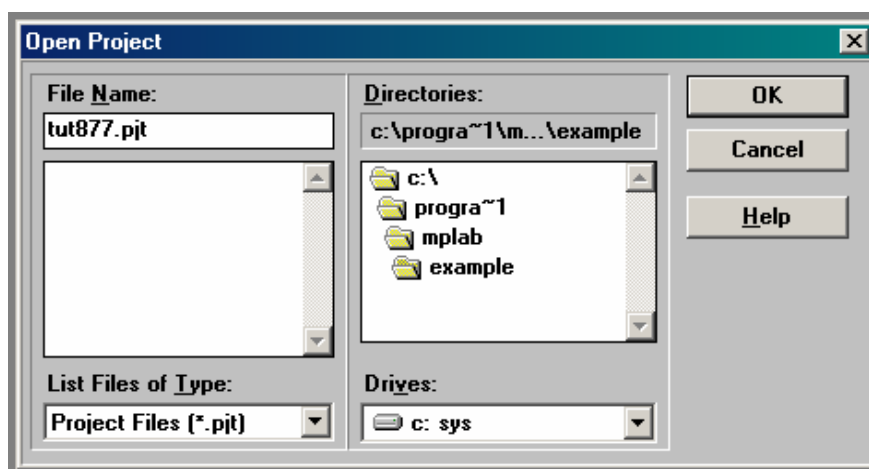 Open Project
File Name:
tut877.pjt
List Files of Type:
Project Files (*.pjt)
Directories:
c:\progra~1\m...\example
c:\
progra~1
mplab
example
Drives:
c: sys
OK
Cancel
Help